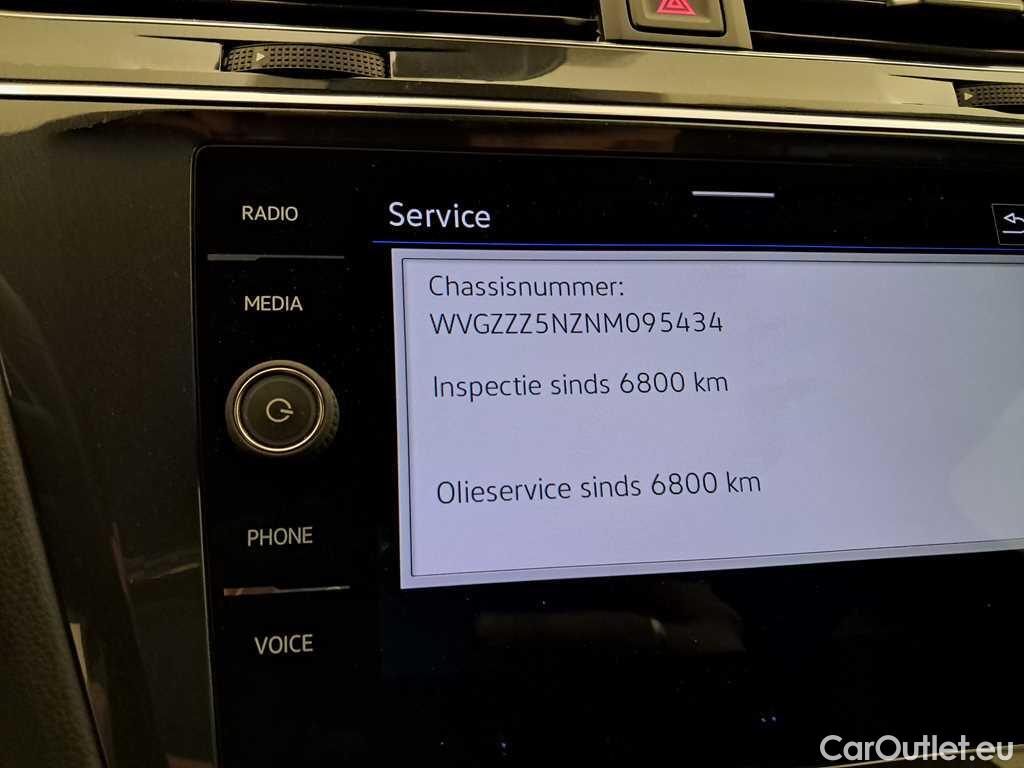 RADIO
MEDIA
PHONE
VOICE
Service
Chassisnummer:
WVGZZZ5NZNM095434
Inspectie sinds 6800 km
Olieservice sinds 6800 km
CarOutlet.eu